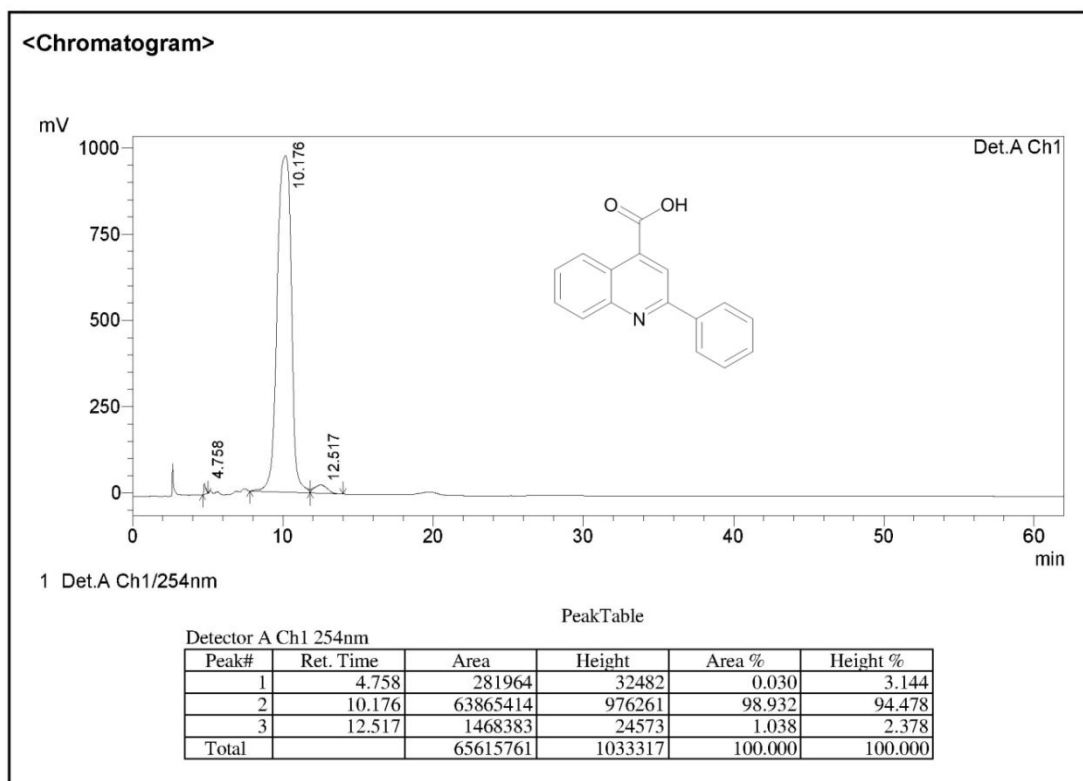 <Chromatogram>
mV
1000
Det.A Ch1
10.176
O OH
750
500
N
250
4.758
12.517
0
0 10 20 30 40 50 60
min
1 Det.A Ch1/254nm
PeakTable
Detector A Ch1 254nm
Peak# Ret. Time Area Height Area % Height %
1 4.758 281964 32482 0.030 3.144
2 10.176 63865414 976261 98.932 94.478
3 12.517 1468383 24573 1.038 2.378
Total 65615761 1033317 100.000 100.000